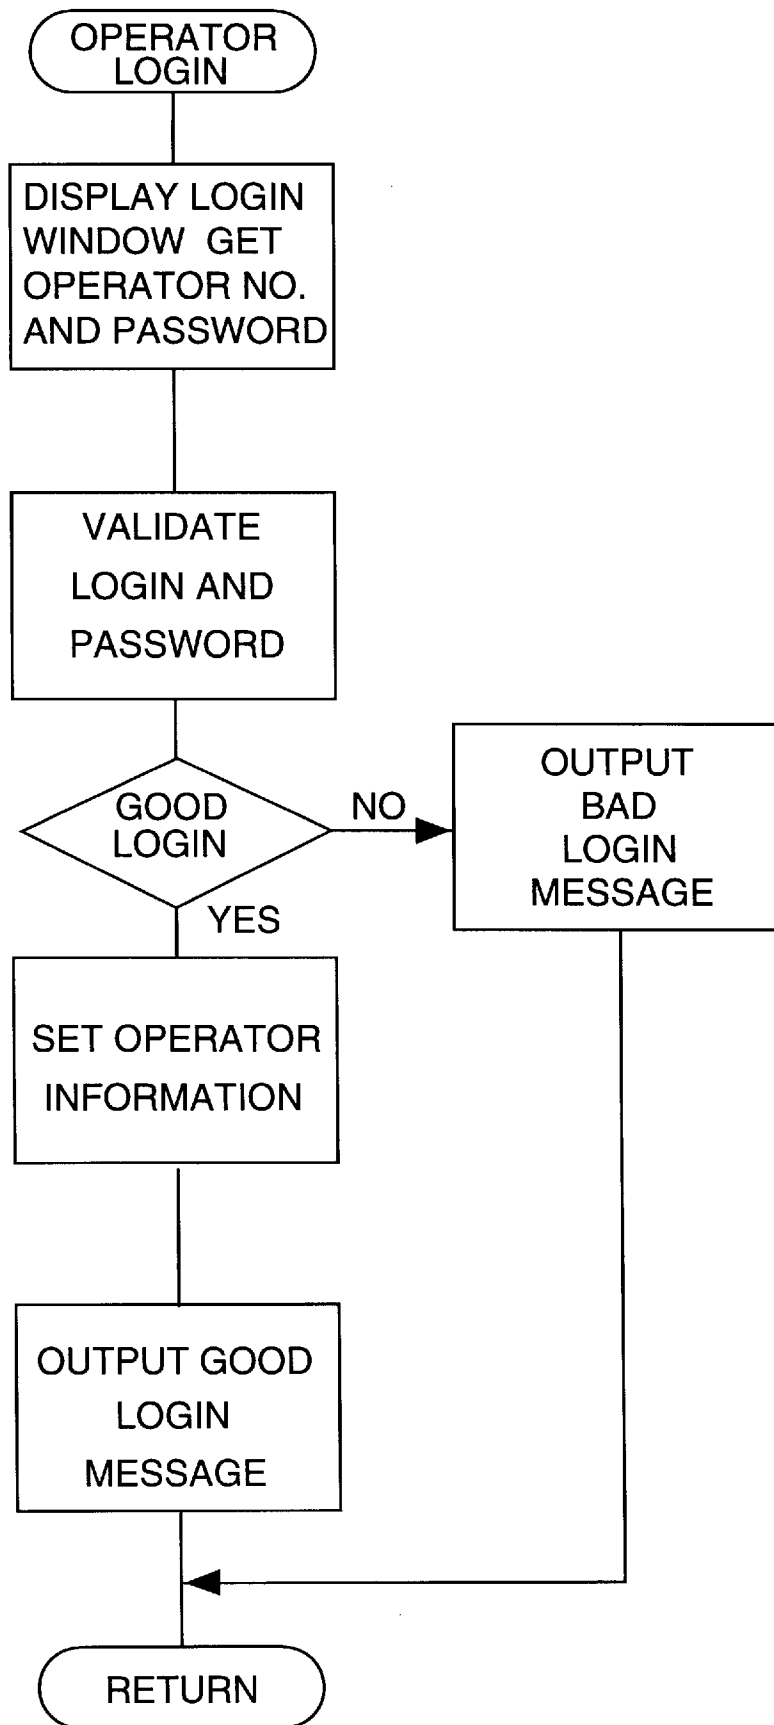 OPERATOR
LOGIN
DISPLAY LOGIN
WINDOW GET
OPERATOR NO.
AND PASSWORD
VALIDATE
LOGIN AND
PASSWORD
GOOD
LOGIN
NO
OUTPUT
BAD
LOGIN
MESSAGE
YES
SET OPERATOR
INFORMATION
OUTPUT GOOD
LOGIN
MESSAGE
RETURN